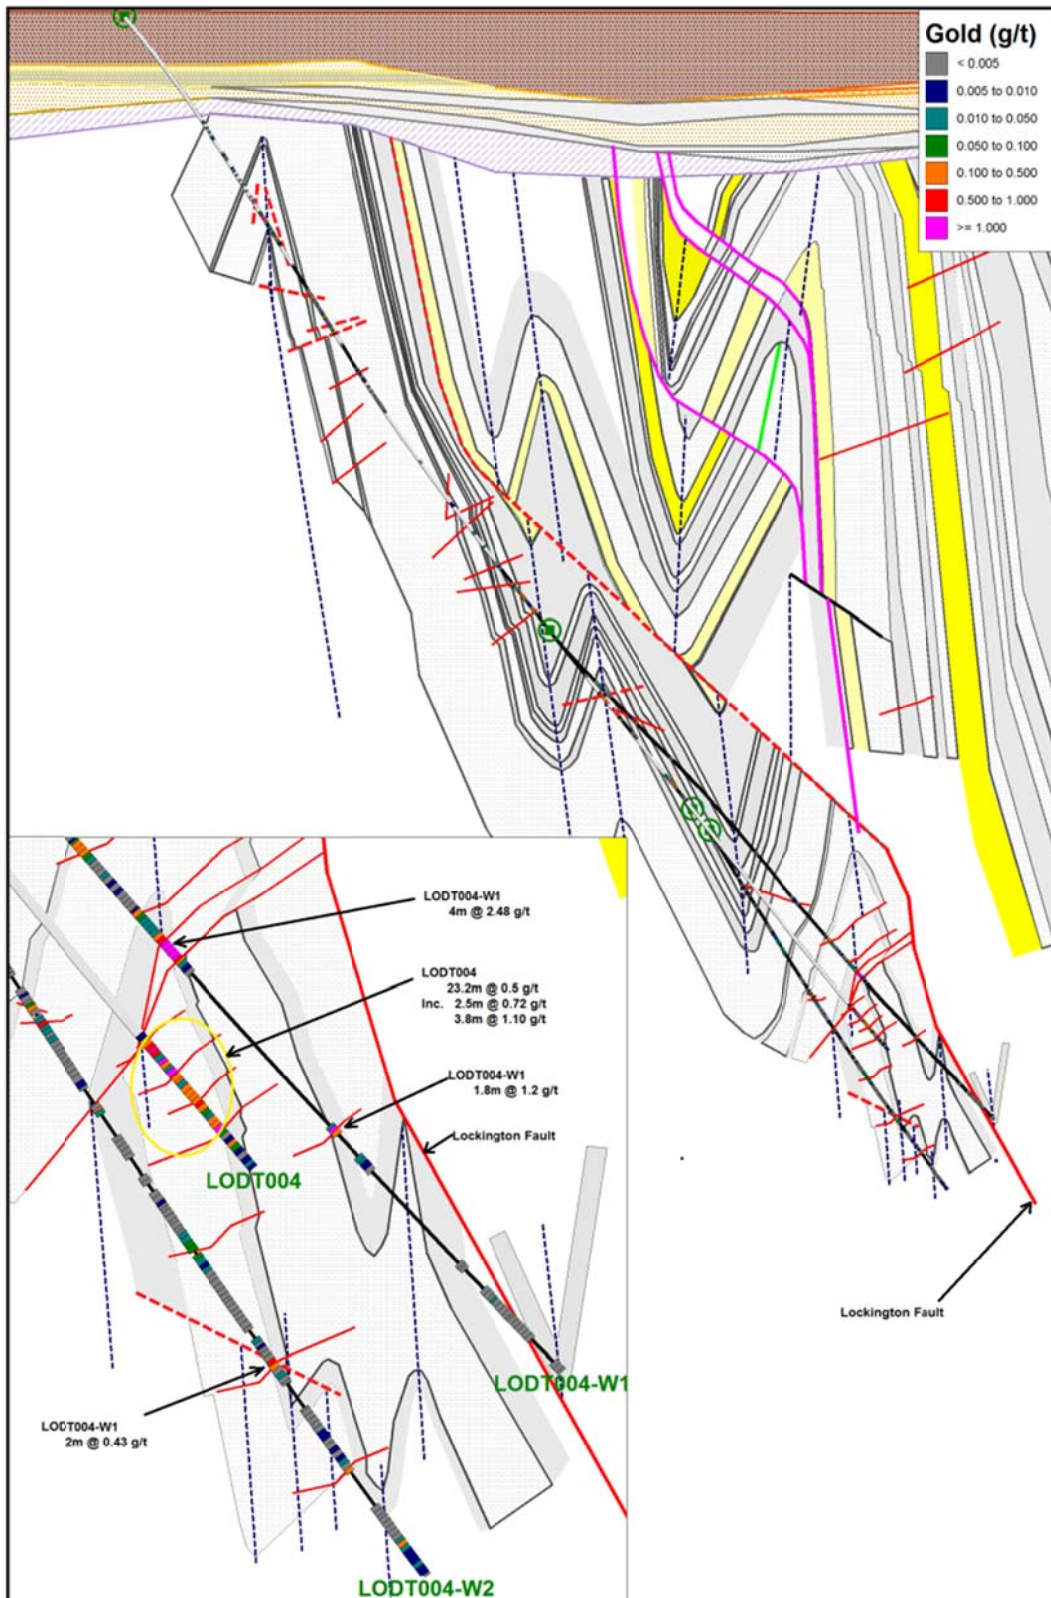 Gold (g/t)
< 0.005
0.005 to 0.010
0.010 to 0.050
0.050 to 0.100
0.100 to 0.500
0.500 to 1.000
>= 1.000
LODT004-W1
4m @ 2.48 g/t
LODT004
23.2m @ 0.5 g/t
Inc. 2.5m @ 0.72 g/t
3.8m @ 1.10 g/t
LODT004-W1
1.8m @ 1.2 g/t
Lockington Fault
LODT004
Lockington Fault
LODT004-W1
LODT004-W1
2m @ 0.43 g/t
LODT004-W2